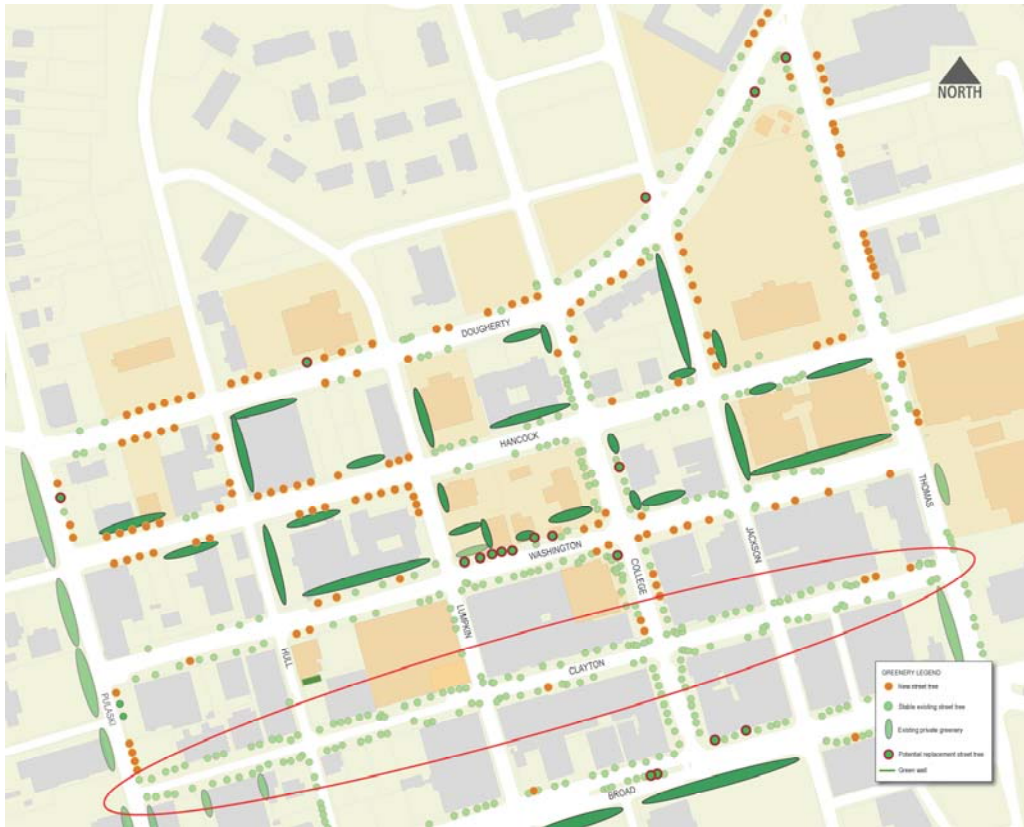 NORTH
DOUGHERTY
HANCOCK
THOMAS
WASHINGTON
JACKSON
COLLEGE
LUMPKIN
HULL
CLAYTON
PULASKI
BROAD
GREENERY LEGEND
New street tree
Stable existing street tree
Existing private greenery
Potential replacement street tree
Green wall